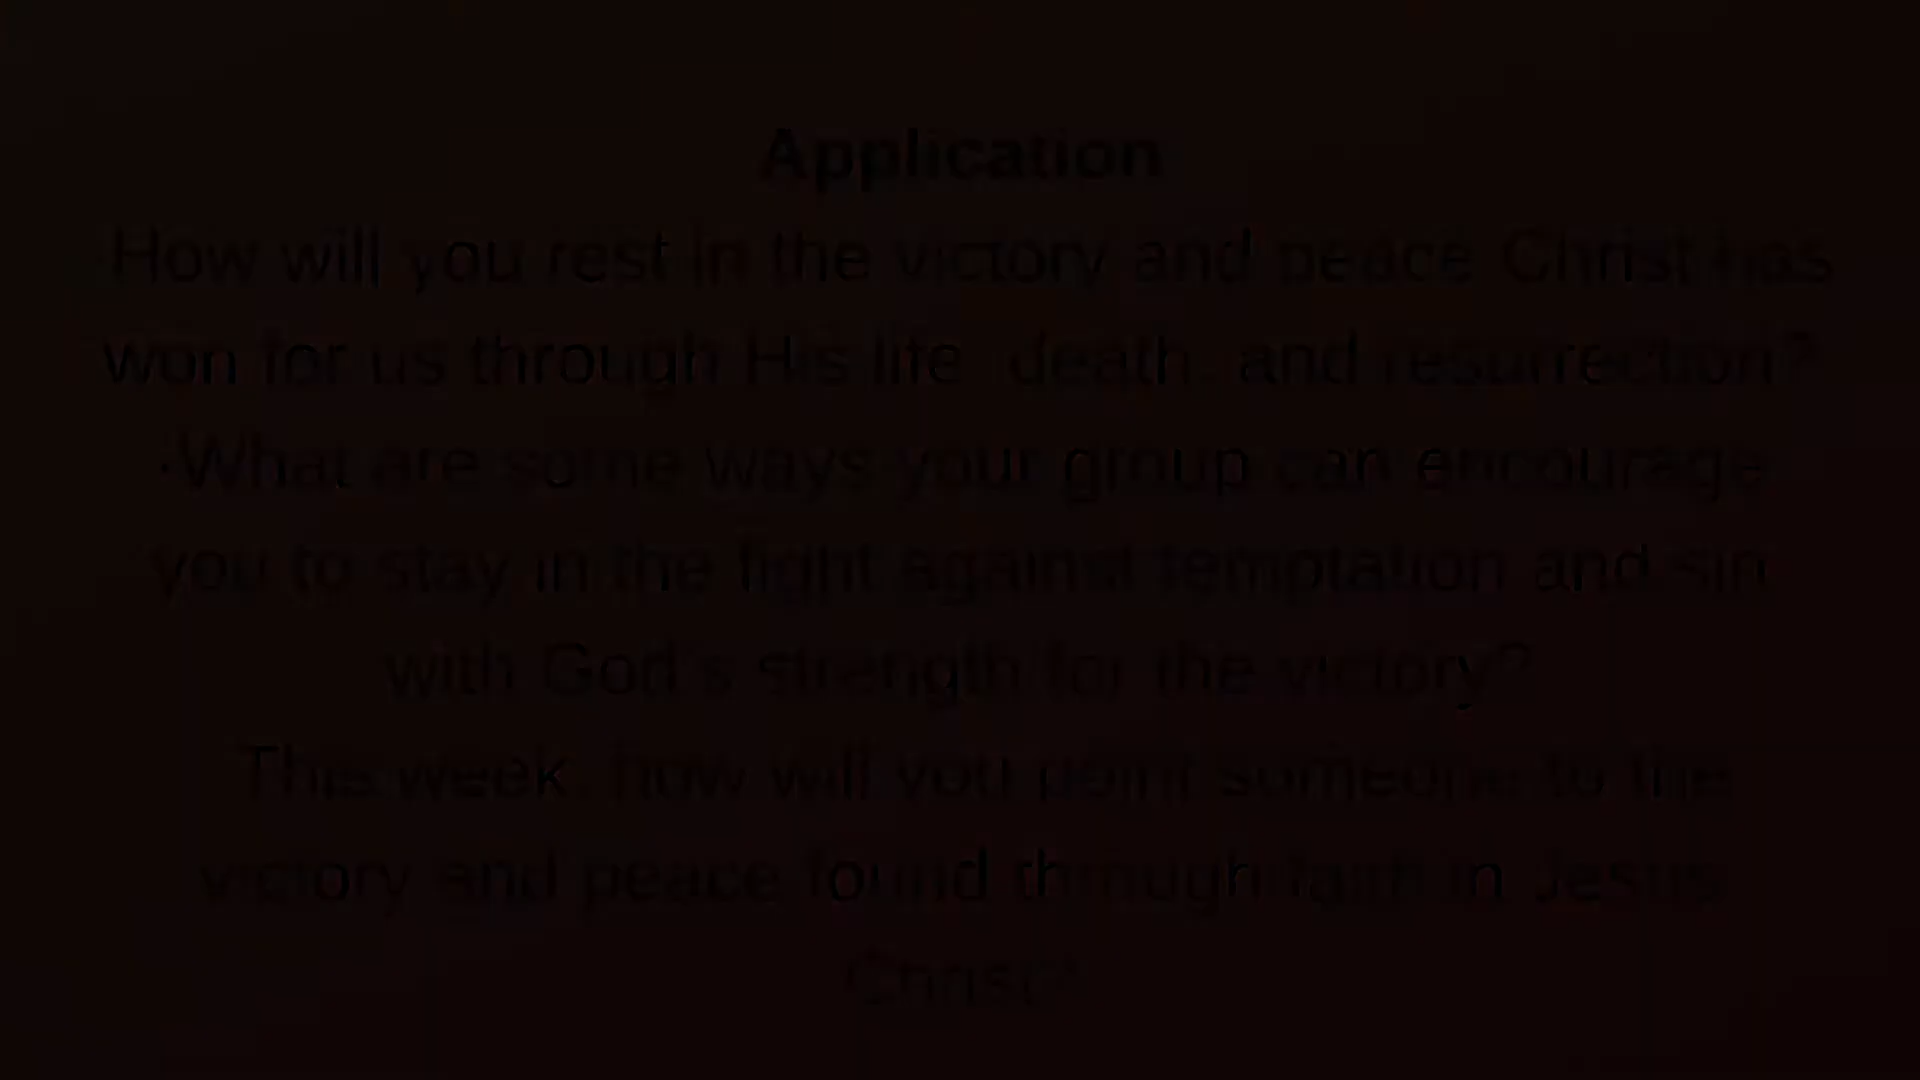 Application
·How will you rest in the victory and peace Christ has
won for us through His life, death, and resurrection?
·What are some ways your group can encourage
you to stay in the fight against temptation and sin
with God's strength for the victory?
·This week, how will you point someone to the
victory and peace found through faith in Jesus
Christ?